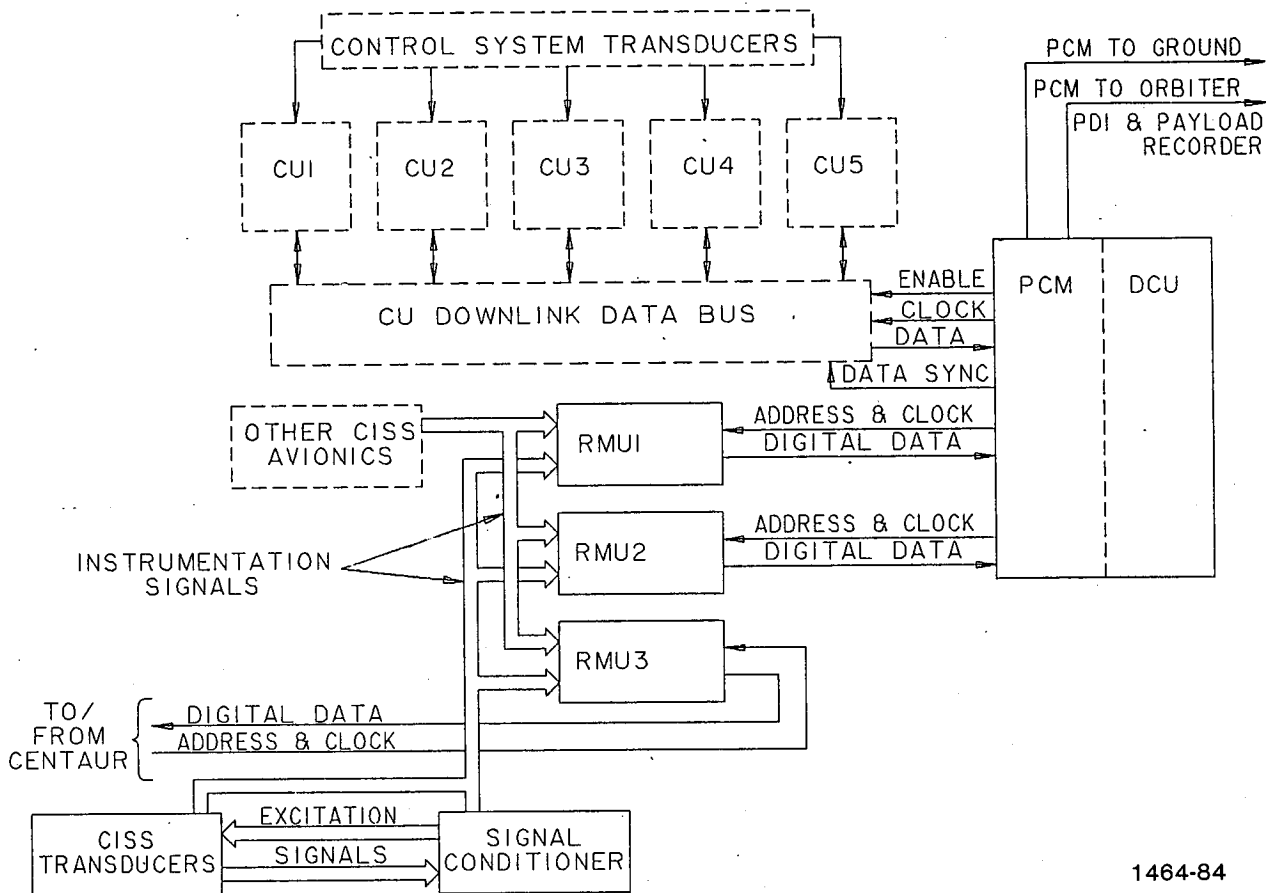 CONTROL SYSTEM TRANSDUCERS
PCM TO GROUND
PCM TO ORBITER
PDI & PAYLOAD
RECORDER
CU1
CU2
CU3
CU4
CU5
CU DOWNLINK DATA BUS
ENABLE
CLOCK
DATA
DATA SYNC
PCM
DCU
OTHER CISS
AVIONICS
RMU1
ADDRESS & CLOCK
DIGITAL DATA
INSTRUMENTATION
SIGNALS
RMU2
ADDRESS & CLOCK
DIGITAL DATA
RMU3
TO/
FROM
CENTAUR
DIGITAL DATA
ADDRESS & CLOCK
CISS
TRANSDUCERS
EXCITATION
SIGNALS
SIGNAL
CONDITIONER
1464-84